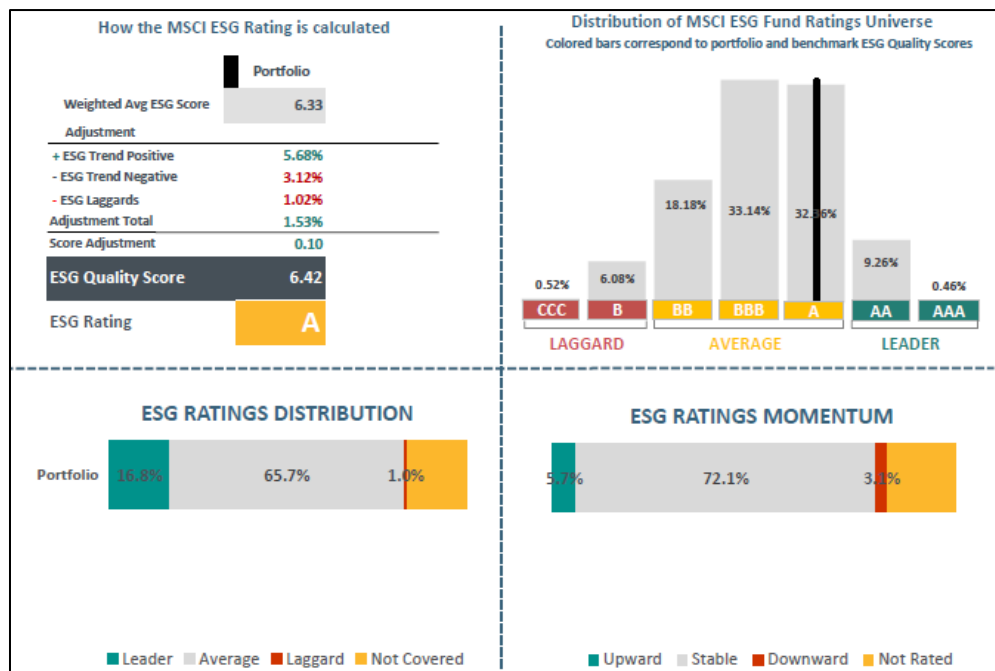 How the MSCI ESG Rating is calculated
Portfolio
Weighted Avg ESG Score 6.33
Adjustment
+ ESG Trend Positive 5.68%
- ESG Trend Negative 3.12%
- ESG Laggards 1.02%
Adjustment Total 1.53%
Score Adjustment 0.10
ESG Quality Score 6.42
ESG Rating A
Distribution of MSCI ESG Fund Ratings Universe
Colored bars correspond to portfolio and benchmark ESG Quality Scores
0.52% 6.08% 18.18% 33.14% 32.36% 9.26% 0.46%
CCC B BB BBB A AA AAA
LAGGARD AVERAGE LEADER
ESG RATINGS DISTRIBUTION
Portfolio 16.8% 65.7% 1.0%
Leader Average Laggard Not Covered
ESG RATINGS MOMENTUM
5.7% 72.1% 3.1%
Upward Stable Downward Not Rated